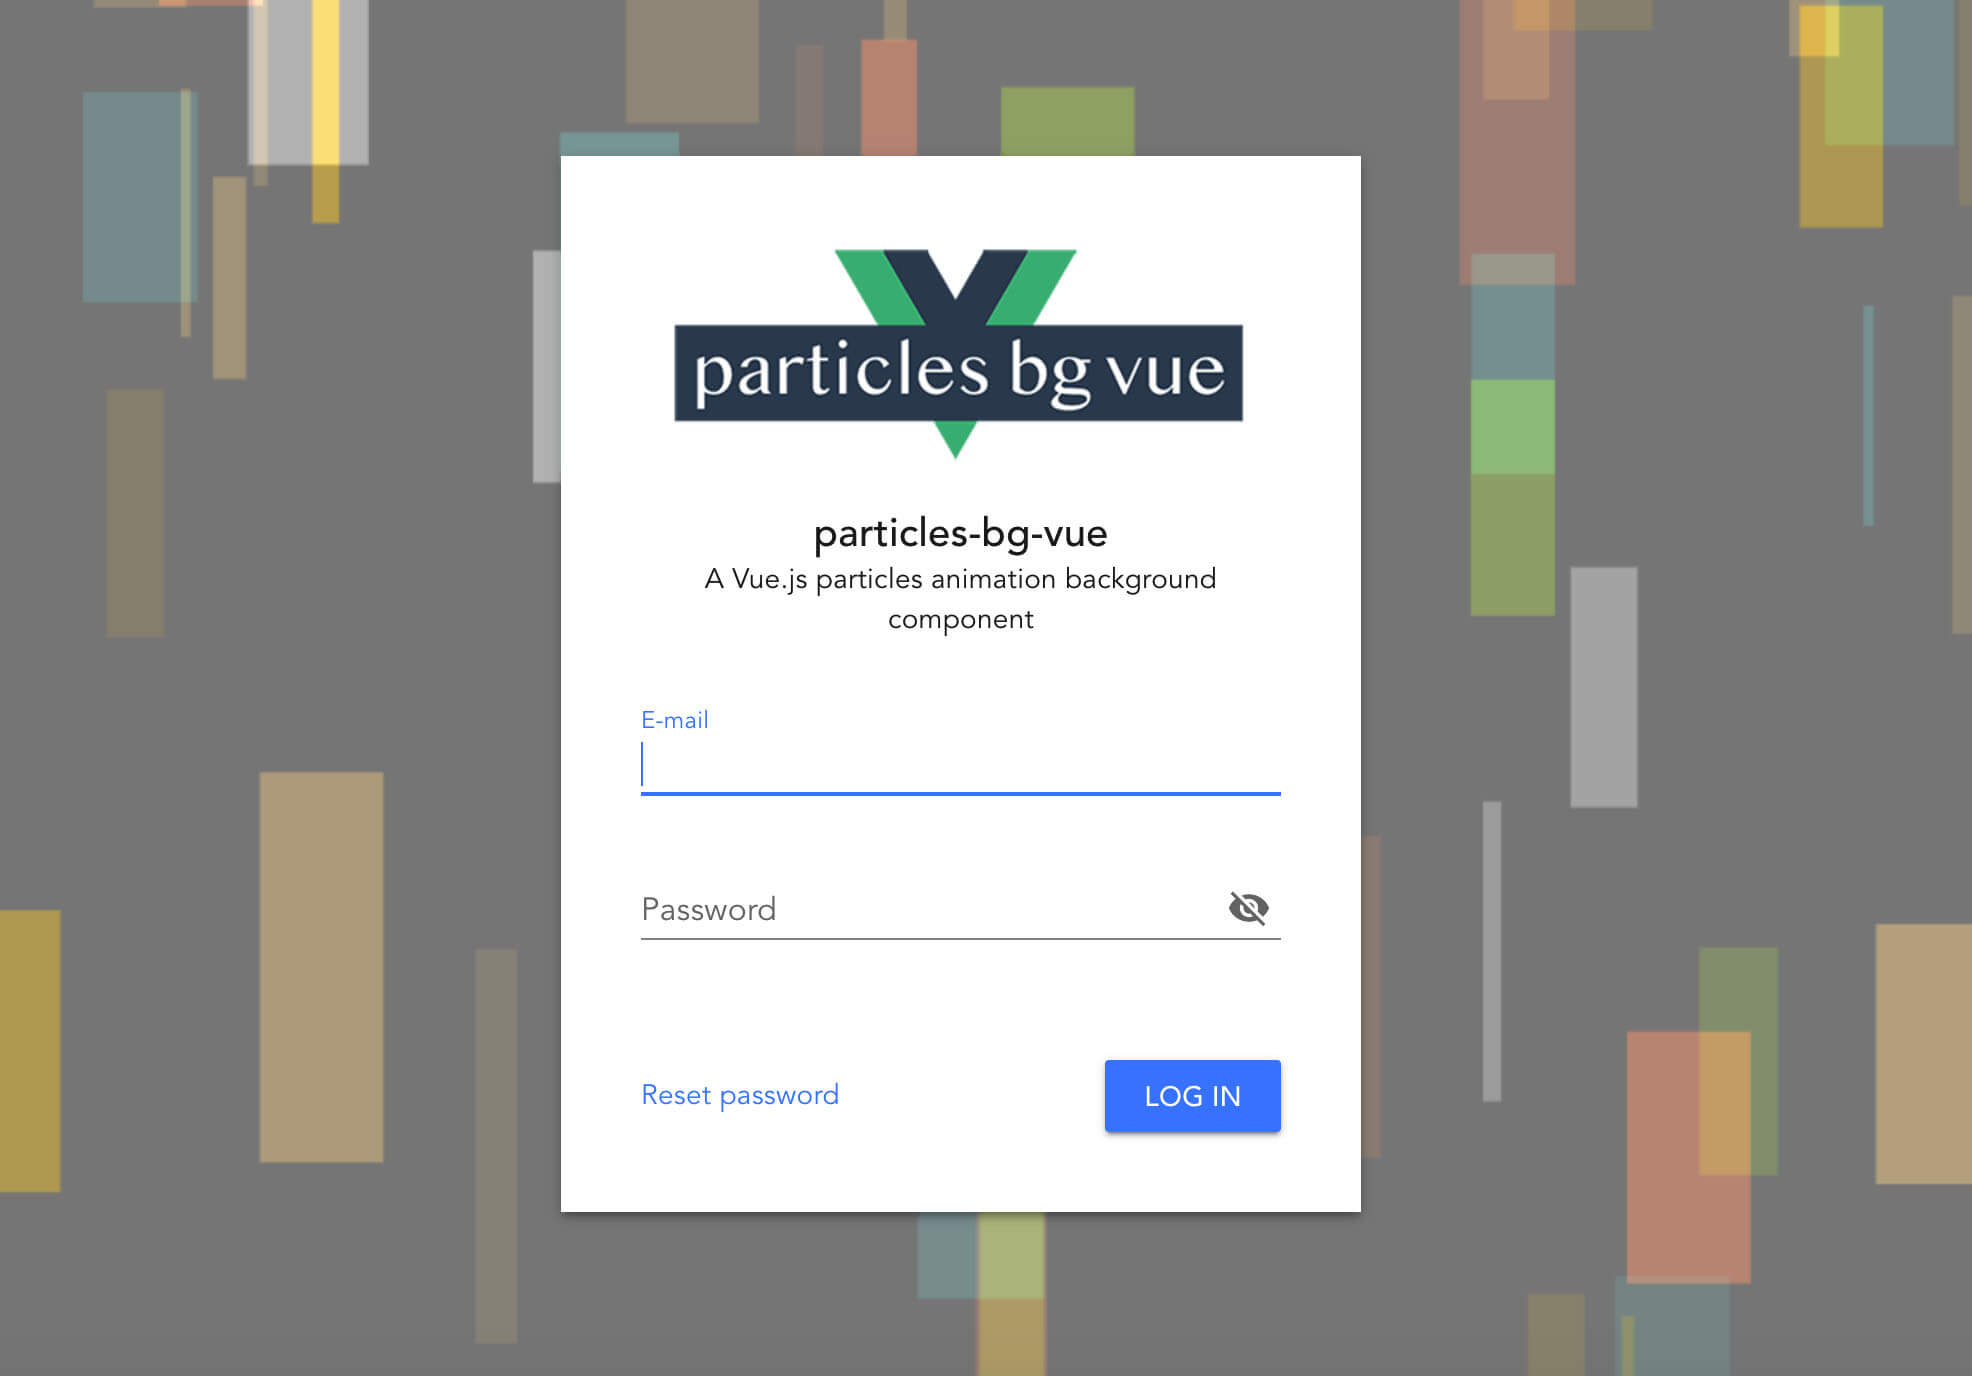 particles bg vue
particles-bg-vue
A Vue.js particles animation background
component
E-mail
Password
Reset password
LOG IN